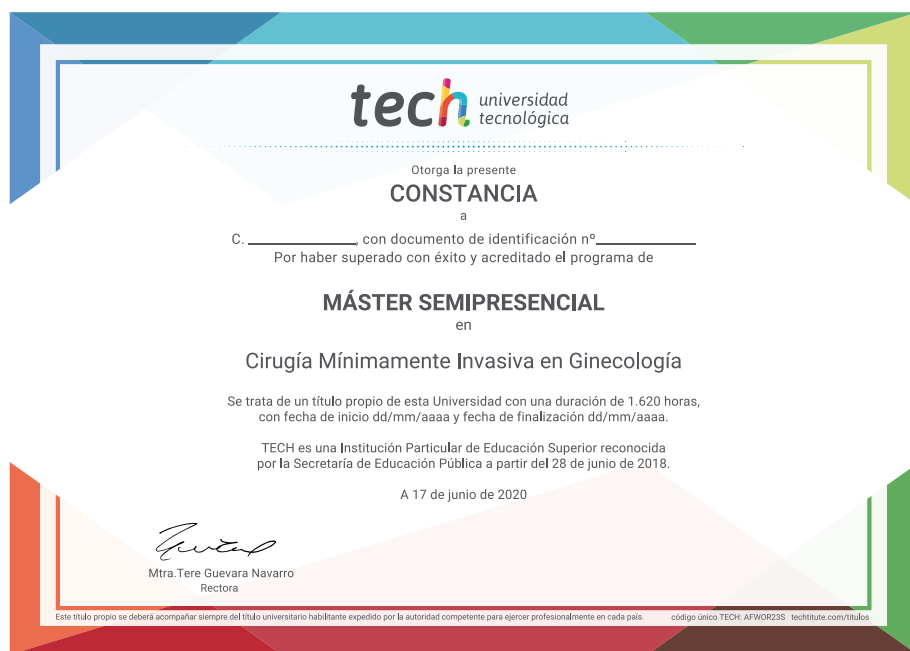 tech universidad
tecnológica
Otorga la presente
CONSTANCIA
a
C. ______________, con documento de identificación nº_____________
Por haber superado con éxito y acreditado el programa de
MÁSTER SEMIPRESENCIAL
en
Cirugía Mínimamente Invasiva en Ginecología
Se trata de un título propio de esta Universidad con una duración de 1.620 horas,
con fecha de inicio dd/mm/aaaa y fecha de finalización dd/mm/aaaa.
TECH es una Institución Particular de Educación Superior reconocida
por la Secretaría de Educación Pública a partir del 28 de junio de 2018.
A 17 de junio de 2020
Mtra.Tere Guevara Navarro
Rectora
Este título propio se deberá acompañar siempre del título universitario habilitante expedido por la autoridad competente para ejercer profesionalmente en cada país. código único TECH: AFWOR23S techtitute.com/titulos